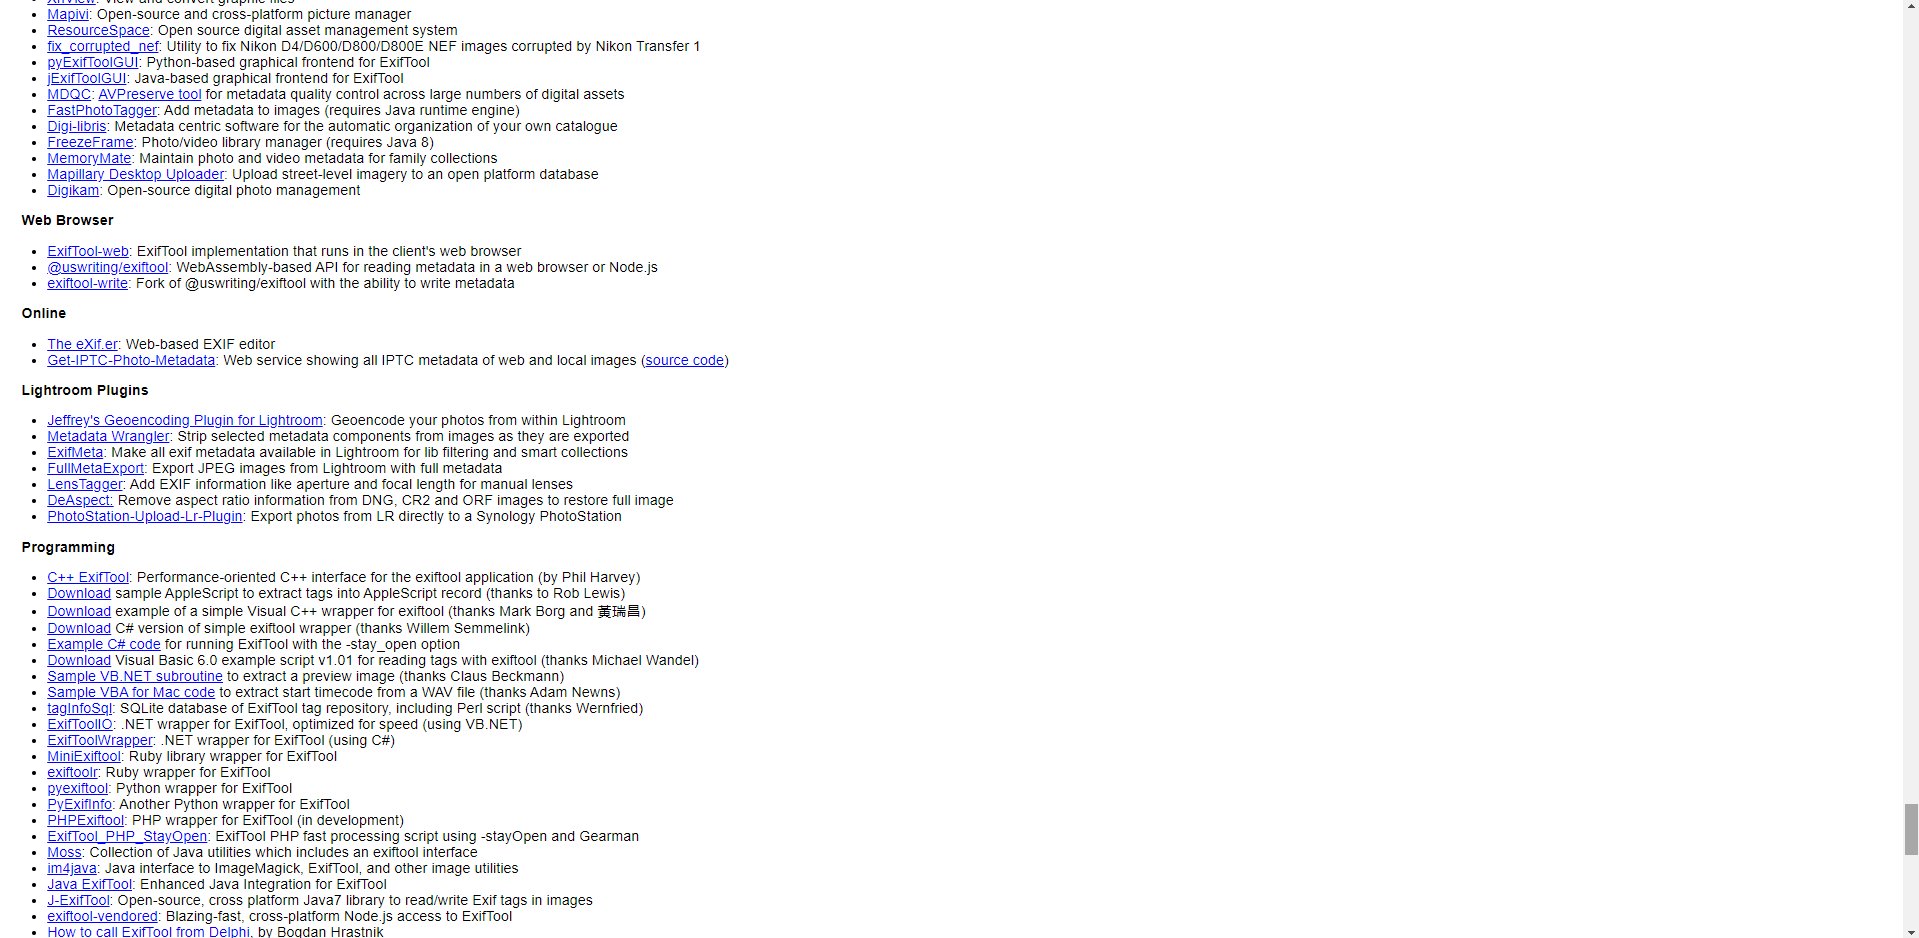 XnView: View and convert graphic files
Mapivi: Open-source and cross-platform picture manager
ResourceSpace: Open source digital asset management system
fix_corrupted_nef: Utility to fix Nikon D4/D600/D800/D800E NEF images corrupted by Nikon Transfer 1
pyExifToolGUI: Python-based graphical frontend for ExifTool
jExifToolGUI: Java-based graphical frontend for ExifTool
MDQC: AVPreserve tool for metadata quality control across large numbers of digital assets
FastPhotoTagger: Add metadata to images (requires Java runtime engine)
Digi-libris: Metadata centric software for the automatic organization of your own catalogue
FreezeFrame: Photo/video library manager (requires Java 8)
MemoryMate: Maintain photo and video metadata for family collections
Mapillary Desktop Uploader: Upload street-level imagery to an open platform database
Digikam: Open-source digital photo management
Web Browser
ExifTool-web: ExifTool implementation that runs in the client's web browser
@uswriting/exiftool: WebAssembly-based API for reading metadata in a web browser or Node.js
exiftool-write: Fork of @uswriting/exiftool with the ability to write metadata
Online
The eXif.er: Web-based EXIF editor
Get-IPTC-Photo-Metadata: Web service showing all IPTC metadata of web and local images (source code)
Lightroom Plugins
Jeffrey's Geoencoding Plugin for Lightroom: Geoencode your photos from within Lightroom
Metadata Wrangler: Strip selected metadata components from images as they are exported
ExifMeta: Make all exif metadata available in Lightroom for lib filtering and smart collections
FullMetaExport: Export JPEG images from Lightroom with full metadata
LensTagger: Add EXIF information like aperture and focal length for manual lenses
DeAspect: Remove aspect ratio information from DNG, CR2 and ORF images to restore full image
PhotoStation-Upload-Lr-Plugin: Export photos from LR directly to a Synology PhotoStation
Programming
C++ ExifTool: Performance-oriented C++ interface for the exiftool application (by Phil Harvey)
Download sample AppleScript to extract tags into AppleScript record (thanks to Rob Lewis)
Download example of a simple Visual C++ wrapper for exiftool (thanks Mark Borg and 黃瑞昌)
Download C# version of simple exiftool wrapper (thanks Willem Semmelink)
Example C# code for running ExifTool with the -stay_open option
Download Visual Basic 6.0 example script v1.01 for reading tags with exiftool (thanks Michael Wandel)
Sample VB.NET subroutine to extract a preview image (thanks Claus Beckmann)
Sample VBA for Mac code to extract start timecode from a WAV file (thanks Adam Newns)
tagInfoSql: SQLite database of ExifTool tag repository, including Perl script (thanks Wernfried)
ExifToolIO: .NET wrapper for ExifTool, optimized for speed (using VB.NET)
ExifToolWrapper: .NET wrapper for ExifTool (using C#)
MiniExiftool: Ruby library wrapper for ExifTool
exiftoolr: Ruby wrapper for ExifTool
pyexiftool: Python wrapper for ExifTool
PyExifInfo: Another Python wrapper for ExifTool
PHPExiftool: PHP wrapper for ExifTool (in development)
ExifTool_PHP_StayOpen: ExifTool PHP fast processing script using -stayOpen and Gearman
Moss: Collection of Java utilities which includes an exiftool interface
im4java: Java interface to ImageMagick, ExifTool, and other image utilities
Java ExifTool: Enhanced Java Integration for ExifTool
J-ExifTool: Open-source, cross platform Java7 library to read/write Exif tags in images
exiftool-vendored: Blazing-fast, cross-platform Node.js access to ExifTool
How to call ExifTool from Delphi, by Bogdan Hrastnik